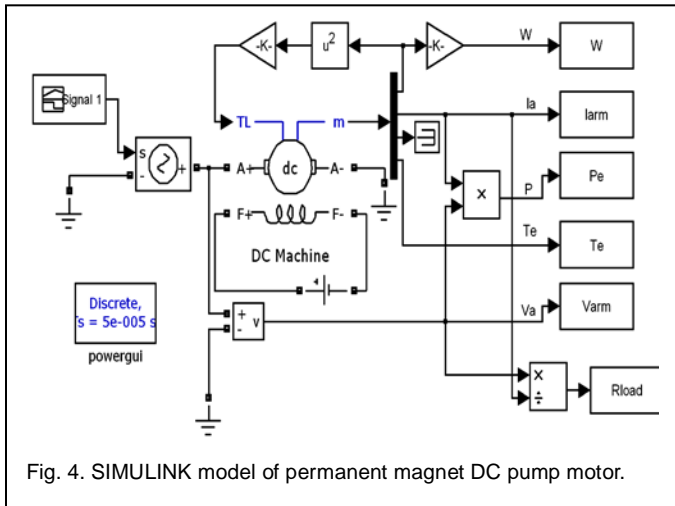 -K-
u²
-K-
W
W
Signal 1
TL
m
Ia
Iarm
s
-
+
A+
dc
A-
×
P
Pe
F+
F-
Te
Te
DC Machine
Discrete,
Ts = 5e-005 s
powergui
+
-
v
Va
Varm
×
÷
Rload
Fig. 4. SIMULINK model of permanent magnet DC pump motor.